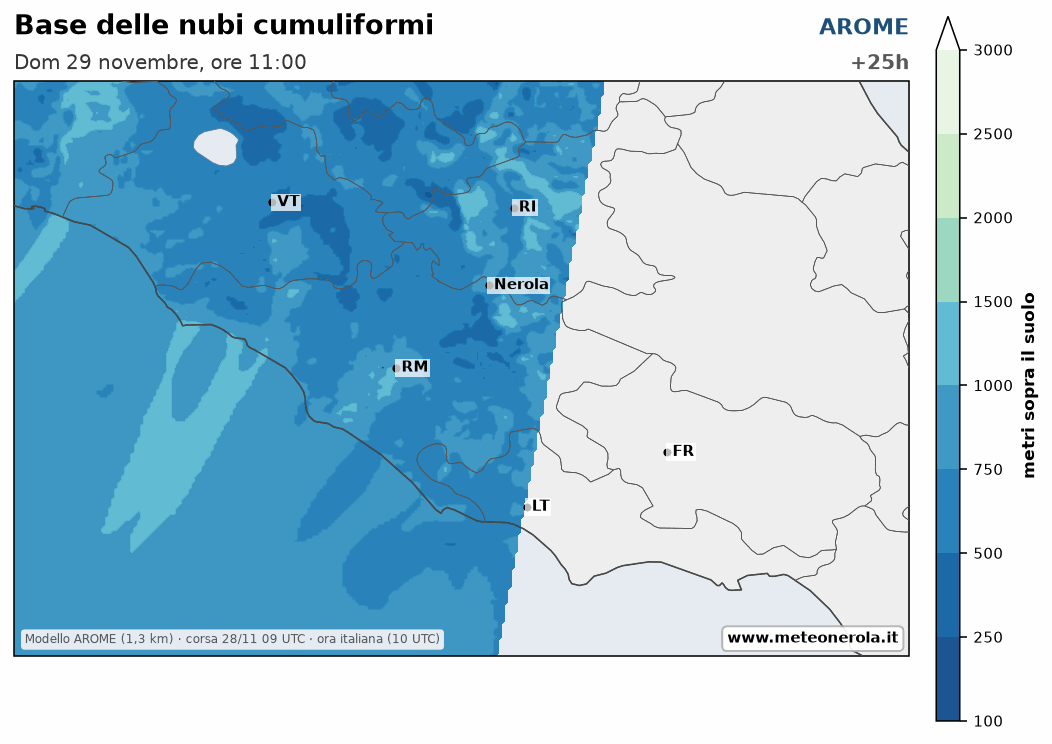 Base delle nubi cumuliformi
AROME
Dom 29 novembre, ore 11:00
+25h
VT
RI
Nerola
RM
FR
LT
Modello AROME (1,3 km) · corsa 28/11 09 UTC · ora italiana (10 UTC)
www.meteonerola.it
3000
2500
2000
1500
1000
750
500
250
100
metri sopra il suolo